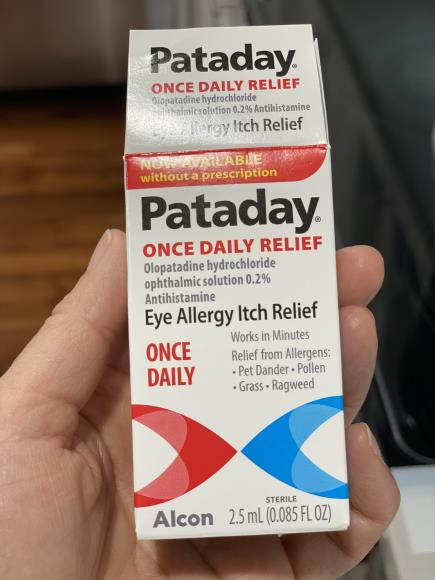 Pataday®
ONCE DAILY RELIEF
Olopatadine hydrochloride
ophthalmic solution 0.2% Antihistamine
Eye Allergy Itch Relief
NOW AVAILABLE
without a prescription
Pataday®
ONCE DAILY RELIEF
Olopatadine hydrochloride
ophthalmic solution 0.2%
Antihistamine
Eye Allergy Itch Relief
ONCE
DAILY
Works in Minutes
Relief from Allergens:
• Pet Dander • Pollen
• Grass • Ragweed
STERILE
Alcon 2.5 mL (0.085 FL OZ)